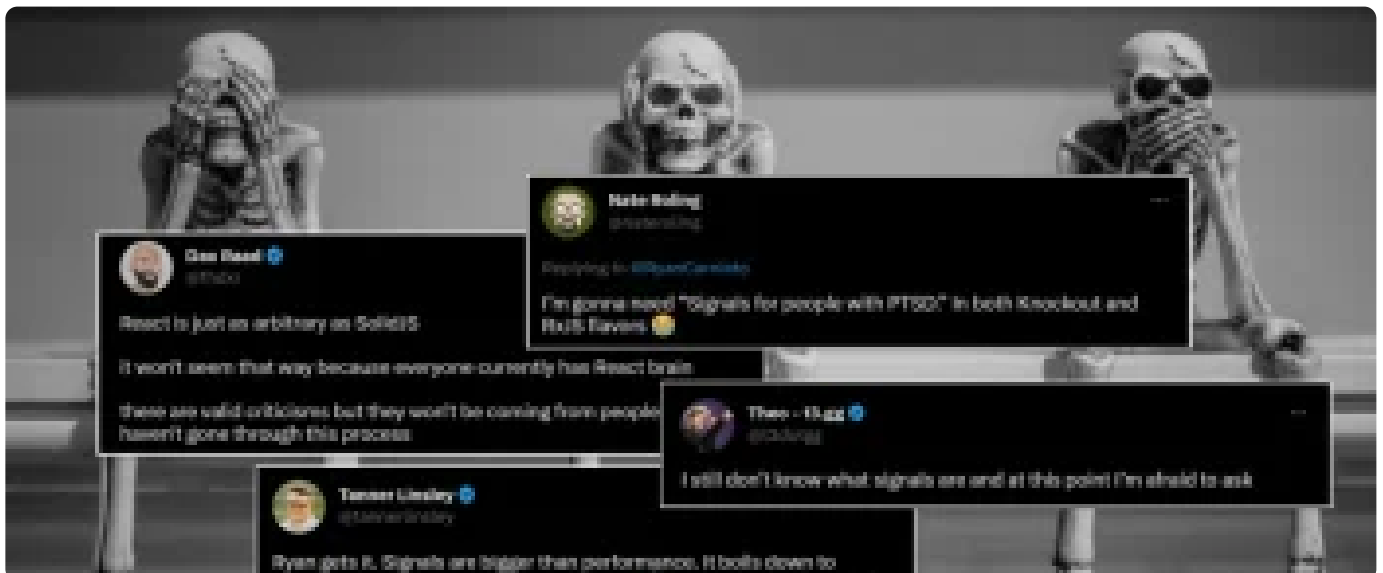 Nate
Replying to @RyanCarniato
I'm gonna need "Signals for people with PTSD." In both Knockout and
RxJS flavors 😭
Dax Raad
React is just as arbitrary as SolidJS
it won't seem that way because everyone currently has React brain
there are valid criticisms but they won't be coming from people
haven't gone through this process
Theo - t3.gg
I still don't know what signals are and at this point I'm afraid to ask
Tanner Linsley
@tannerlinsley
Ryan gets it. Signals are bigger than performance. It boils down to